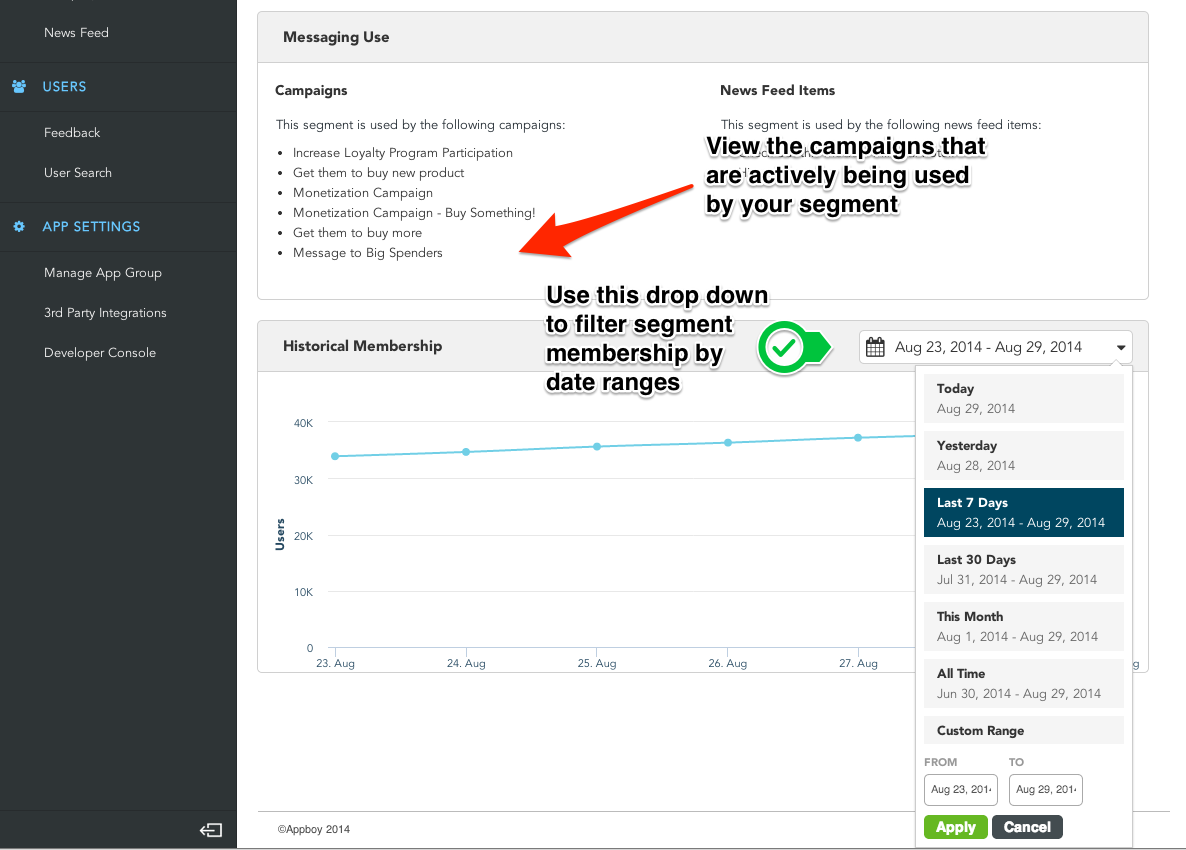 News Feed
USERS
Feedback
User Search
APP SETTINGS
Manage App Group
3rd Party Integrations
Developer Console
Messaging Use
Campaigns
This segment is used by the following campaigns:
Increase Loyalty Program Participation
Get them to buy new product
Monetization Campaign
Monetization Campaign - Buy Something!
Get them to buy more
Message to Big Spenders
News Feed Items
This segment is used by the following news feed items:
View the campaigns that
are actively being used
by your segment
Use this drop down
to filter segment
membership by
date ranges
Historical Membership
Aug 23, 2014 - Aug 29, 2014
Today
Aug 29, 2014
Yesterday
Aug 28, 2014
Last 7 Days
Aug 23, 2014 - Aug 29, 2014
Last 30 Days
Jul 31, 2014 - Aug 29, 2014
This Month
Aug 1, 2014 - Aug 29, 2014
All Time
Jun 30, 2014 - Aug 29, 2014
Custom Range
FROM TO
Aug 23, 201 Aug 29, 201
Apply Cancel
Users
40K
30K
20K
10K
0
23. Aug 24. Aug 25. Aug 26. Aug 27. Aug
©Appboy 2014